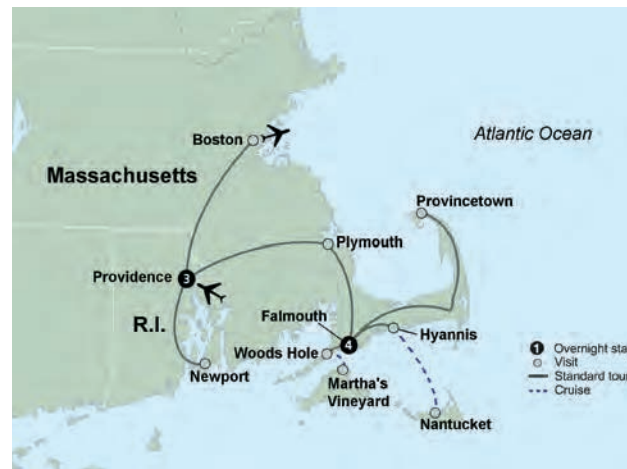 Boston
Atlantic Ocean
Massachusetts
Provincetown
Plymouth
Providence
3
R.I.
Falmouth
4
Hyannis
Woods Hole
Newport
Martha's
Vineyard
Nantucket
1 Overnight sta
Visit
Standard tou
Cruise